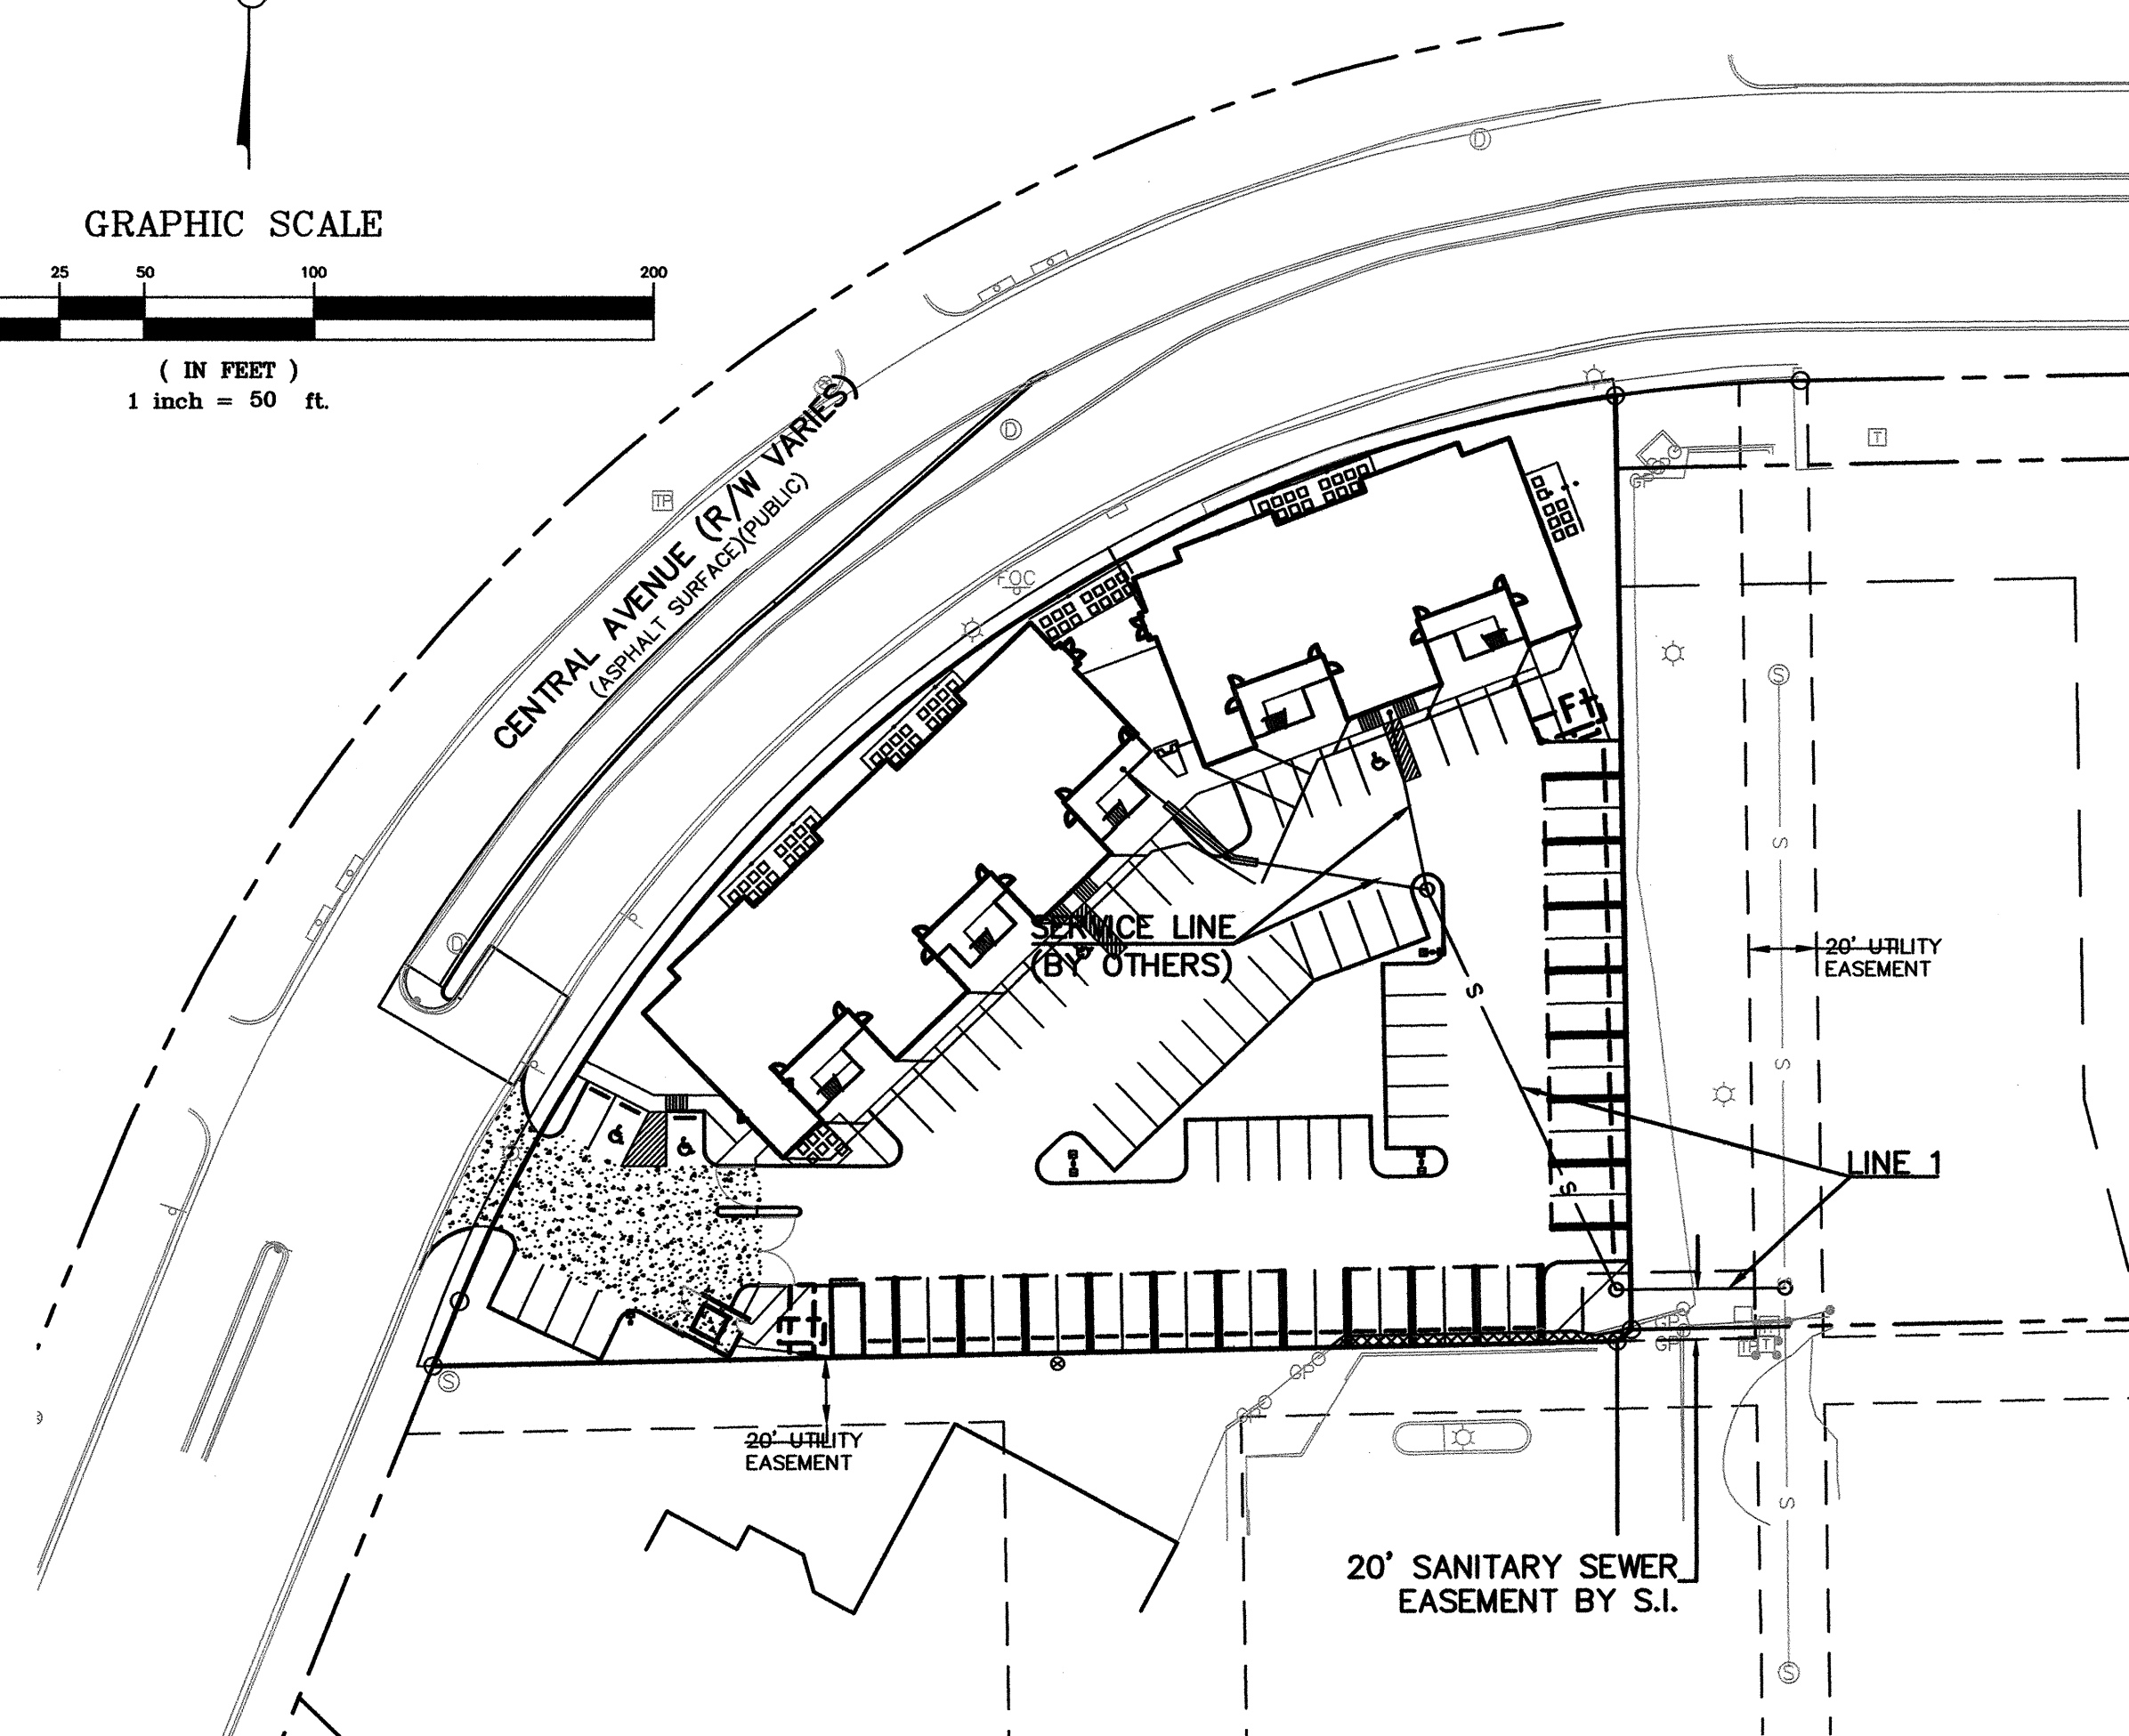 GRAPHIC SCALE
25 50 100 200
( IN FEET )
1 inch = 50 ft.
CENTRAL AVENUE (R/W VARIES)
(ASPHALT SURFACE)(PUBLIC)
D
D
D
TP
T
FOC
GP
S
S
S
SERVICE LINE
(BY OTHERS)
S
S
20' UTILITY
EASEMENT
LINE 1
S
GP
GP
GP
TP
T
S
20' UTILITY
EASEMENT
S
20' SANITARY SEWER
EASEMENT BY S.I.
S